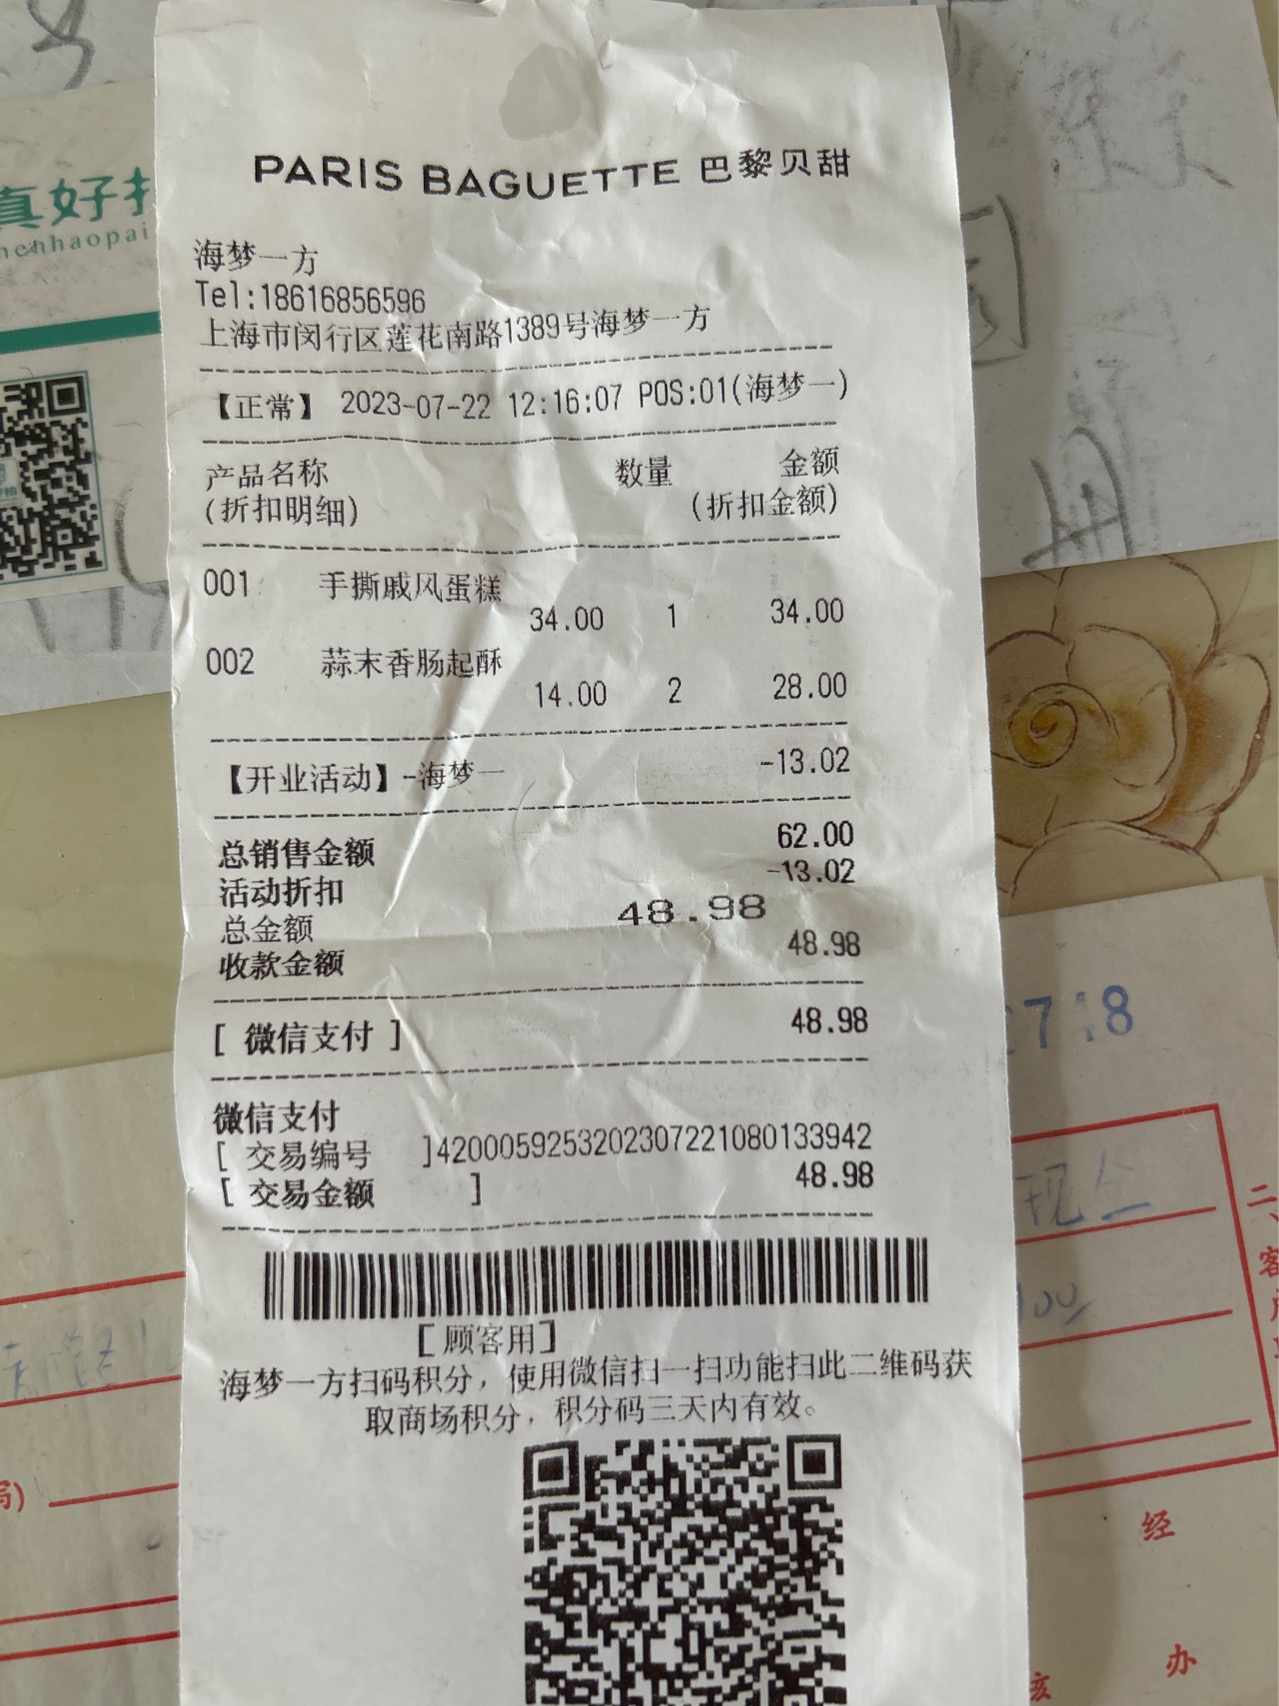 PARIS BAGUETTE 巴黎贝甜
海梦一方
Tel:18616856596
上海市闵行区莲花南路1389号海梦一方
【正常】 2023-07-22 12:16:07 POS:01(海梦一)
产品名称 数量 金额
(折扣明细) (折扣金额)
001 手撕戚风蛋糕
34.00 1 34.00
002 蒜末香肠起酥
14.00 2 28.00
【开业活动】-海梦一 -13.02
总销售金额 62.00
活动折扣 -13.02
总金额 48.98
收款金额 48.98
[ 微信支付 ] 48.98
微信支付
[ 交易编号 ]4200059253202307221080133942
[ 交易金额 ] 48.98
[顾客用]
海梦一方扫码积分，使用微信扫一扫功能扫此二维码获
取商场积分，积分码三天内有效。
真好
henhaopai
718
现金
二、客
经
办